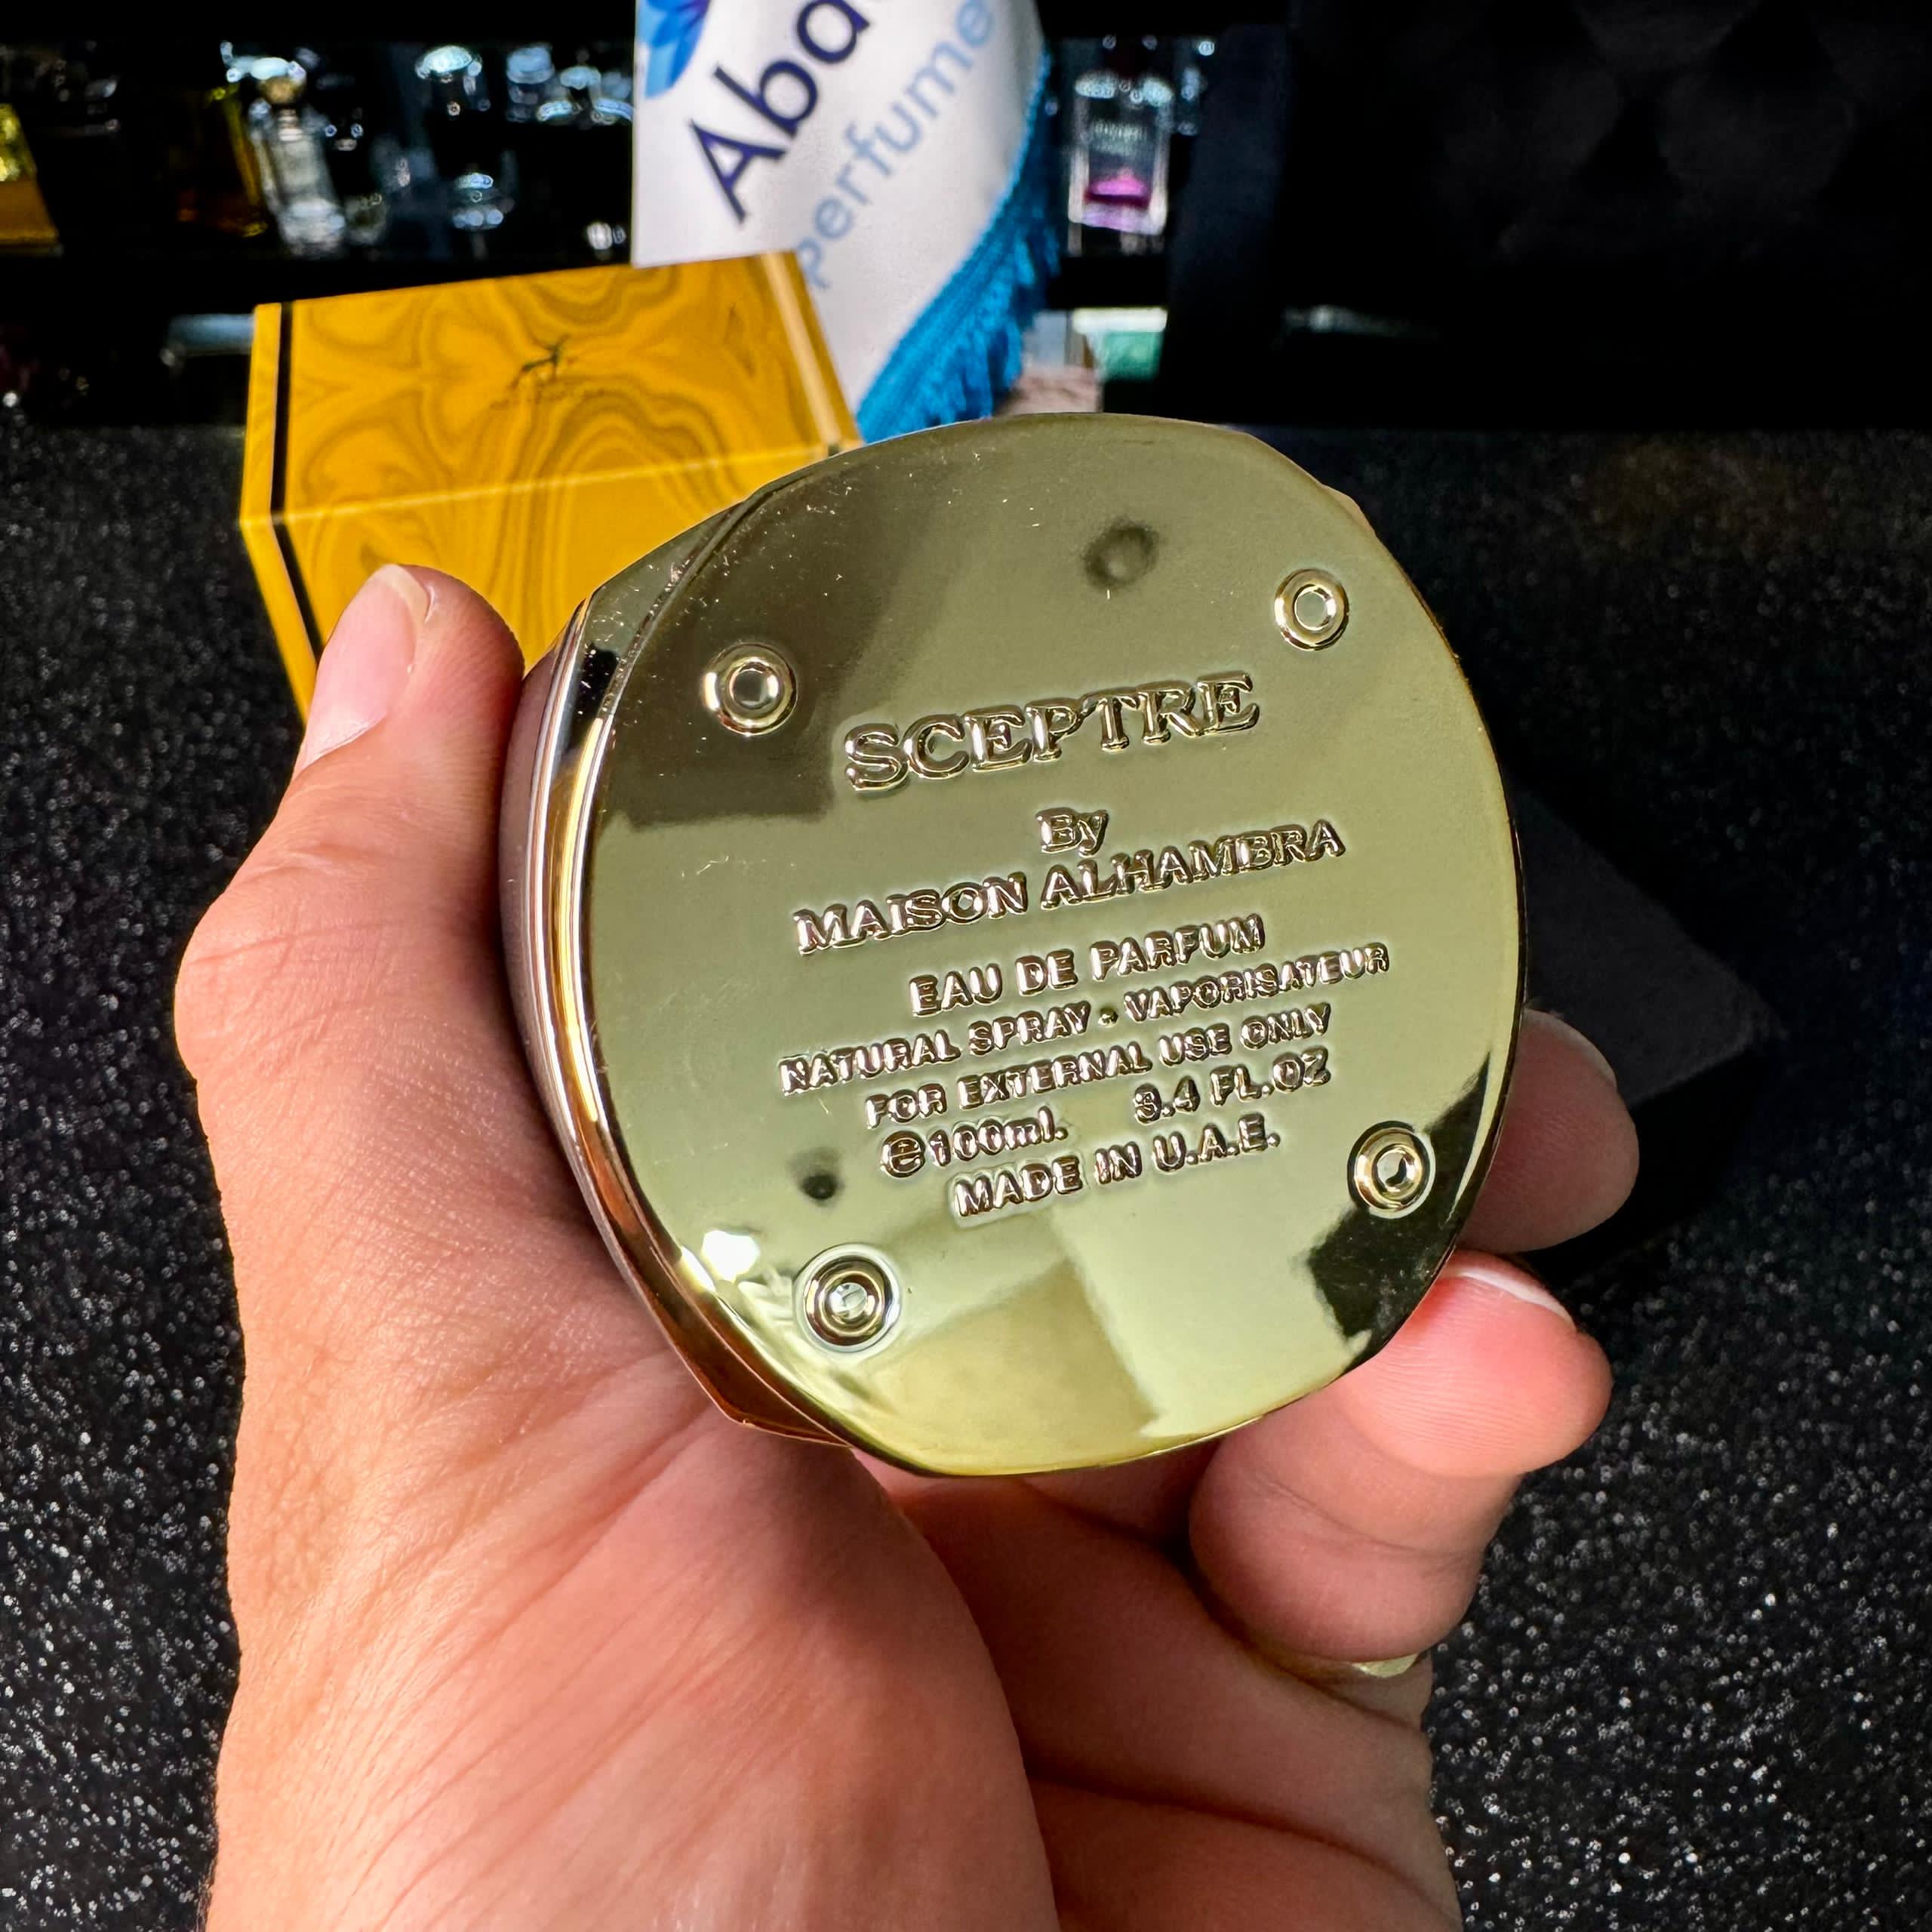 Aba
perfume
SCEPTRE
By
MAISON ALHAMBRA
EAU DE PARFUM
NATURAL SPRAY • VAPORISATEUR
FOR EXTERNAL USE ONLY
℮100ml. 3.4 FL.OZ
MADE IN U.A.E.